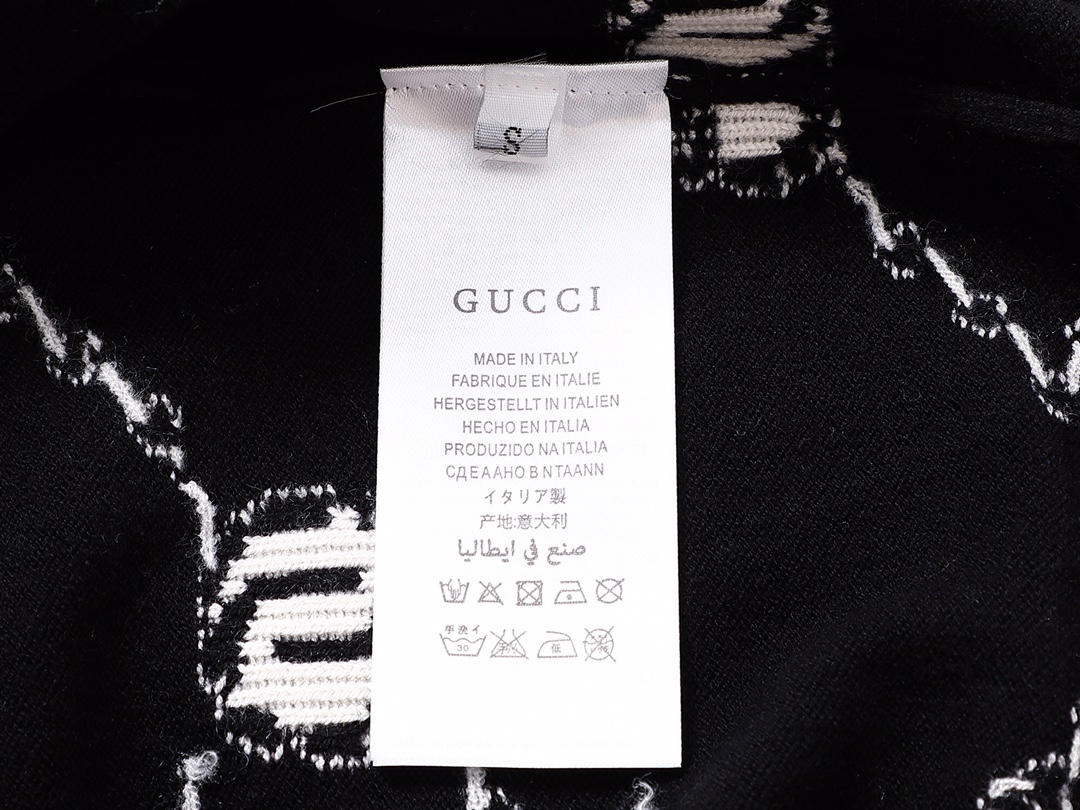 S
GUCCI
MADE IN ITALY
FABRIQUE EN ITALIE
HERGESTELLT IN ITALIEN
HECHO EN ITALIA
PRODUZIDO NA ITALIA
СДЕААНО В NTAANN
イタリア製
产地:意大利
صنع في ايطاليا
手洗イ
30
低